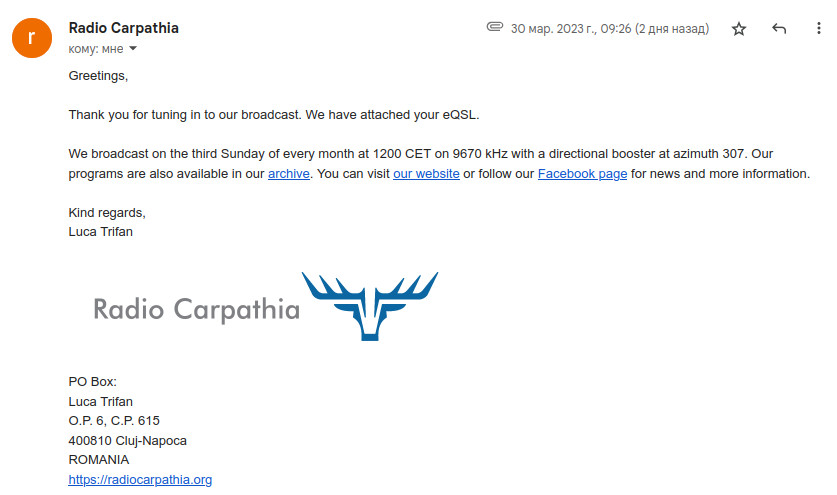 r
Radio Carpathia
30 мар. 2023 г., 09:26 (2 дня назад)
кому: мне
Greetings,
Thank you for tuning in to our broadcast. We have attached your eQSL.
We broadcast on the third Sunday of every month at 1200 CET on 9670 kHz with a directional booster at azimuth 307. Our
programs are also available in our archive. You can visit our website or follow our Facebook page for news and more information.
Kind regards,
Luca Trifan
Radio Carpathia
PO Box:
Luca Trifan
O.P. 6, C.P. 615
400810 Cluj-Napoca
ROMANIA
https://radiocarpathia.org